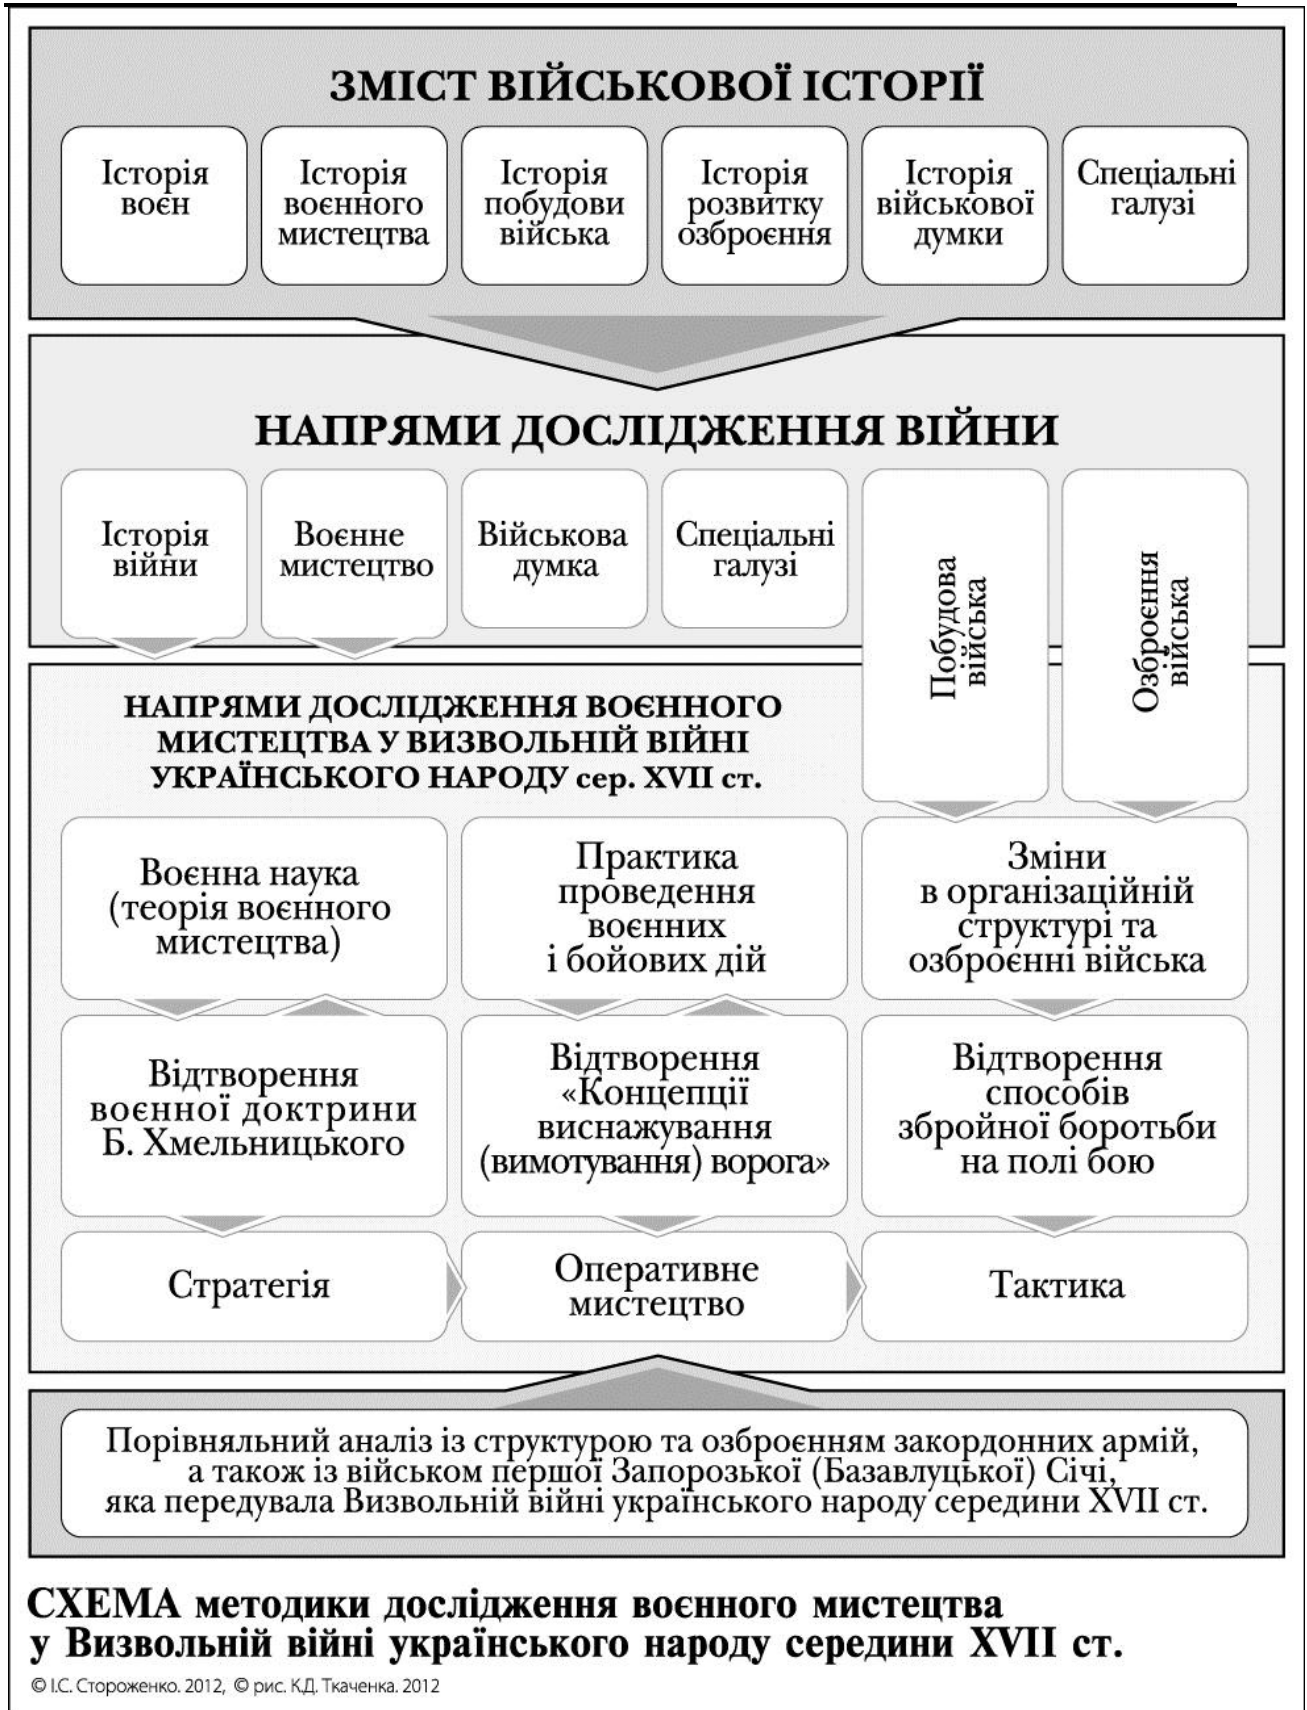 ЗМІСТ ВІЙСЬКОВОЇ ІСТОРІЇ
Історія
воєн
Історія
воєнного
мистецтва
Історія
побудови
війська
Історія
розвитку
озброєння
Історія
військової
думки
Спеціальні
галузі
НАПРЯМИ ДОСЛІДЖЕННЯ ВІЙНИ
Історія
війни
Воєнне
мистецтво
Військова
думка
Спеціальні
галузі
Побудова
війська
Озброєння
війська
НАПРЯМИ ДОСЛІДЖЕННЯ ВОЄННОГО
МИСТЕЦТВА У ВИЗВОЛЬНІЙ ВІЙНІ
УКРАЇНСЬКОГО НАРОДУ сер. XVII ст.
Воєнна наука
(теорія воєнного
мистецтва)
Практика
проведення
воєнних
і бойових дій
Зміни
в організаційній
структурі та
озброєнні війська
Відтворення
воєнної доктрини
Б. Хмельницького
Відтворення
«Концепції
виснажування
(вимотування) ворога»
Відтворення
способів
збройної боротьби
на полі бою
Стратегія
Оперативне
мистецтво
Тактика
Порівняльний аналіз із структурою та озброєнням закордонних армій,
а також із військом першої Запорозької (Базавлуцької) Січі,
яка передувала Визвольній війні українського народу середини XVII ст.
СХЕМА методики дослідження воєнного мистецтва
у Визвольній війні українського народу середини XVII ст.
© І.С. Стороженко. 2012, © рис. К.Д. Ткаченка. 2012